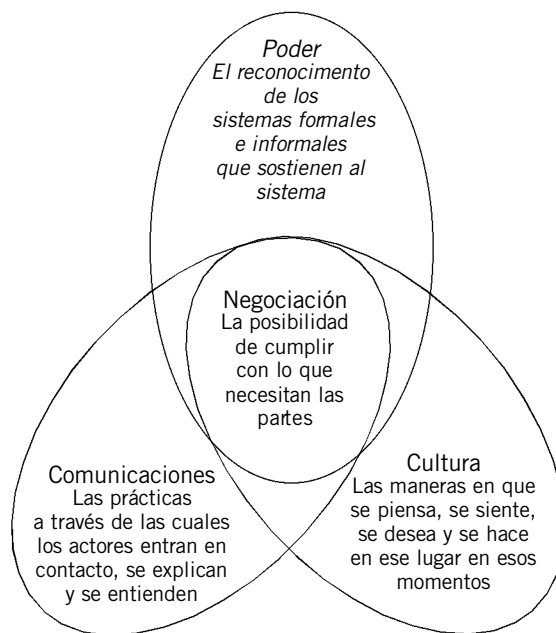 Poder
El reconocimento
de los
sistemas formales
e informales
que sostienen al
sistema
Negociación
La posibilidad
de cumplir
con lo que
necesitan las
partes
Comunicaciones
Las prácticas
a través de las cuales
los actores entran en
contacto, se explican
y se entienden
Cultura
Las maneras en que
se piensa, se siente,
se desea y se hace
en ese lugar en esos
momentos